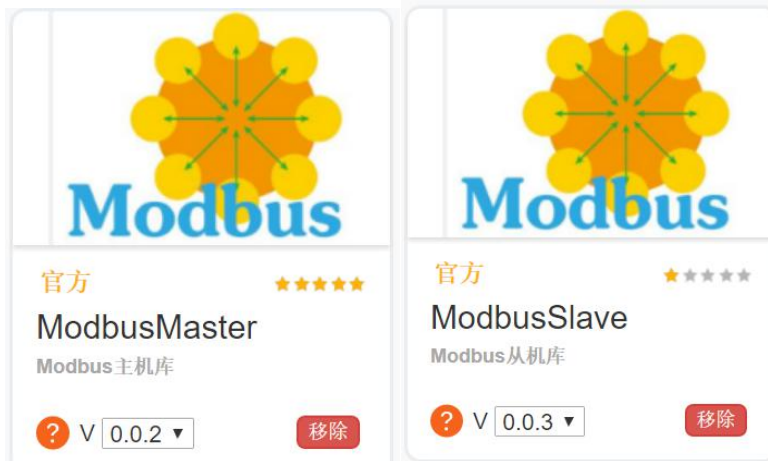 Modbus
官方
ModbusMaster
Modbus主机库
? V 0.0.2 ▼ 移除
Modbus
官方
ModbusSlave
Modbus从机库
? V 0.0.3 ▼ 移除